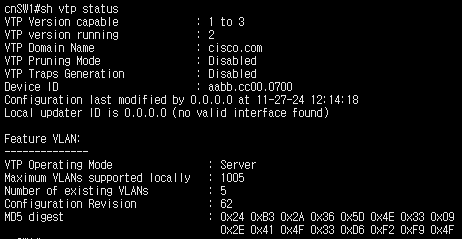 cnSW1#sh vtp status
VTP Version capable             : 1 to 3
VTP version running             : 2
VTP Domain Name                 : cisco.com
VTP Pruning Mode                : Disabled
VTP Traps Generation            : Disabled
Device ID                       : aabb.cc00.0700
Configuration last modified by 0.0.0.0 at 11-27-24 12:14:18
Local updater ID is 0.0.0.0 (no valid interface found)

Feature VLAN:
--------------
VTP Operating Mode                : Server
Maximum VLANs supported locally   : 1005
Number of existing VLANs          : 5
Configuration Revision            : 62
MD5 digest                        : 0x24 0xB3 0x2A 0x36 0x5D 0x4E 0x33 0x09
                                    0x2E 0x41 0x4F 0x33 0xD6 0xF2 0xF9 0x4F